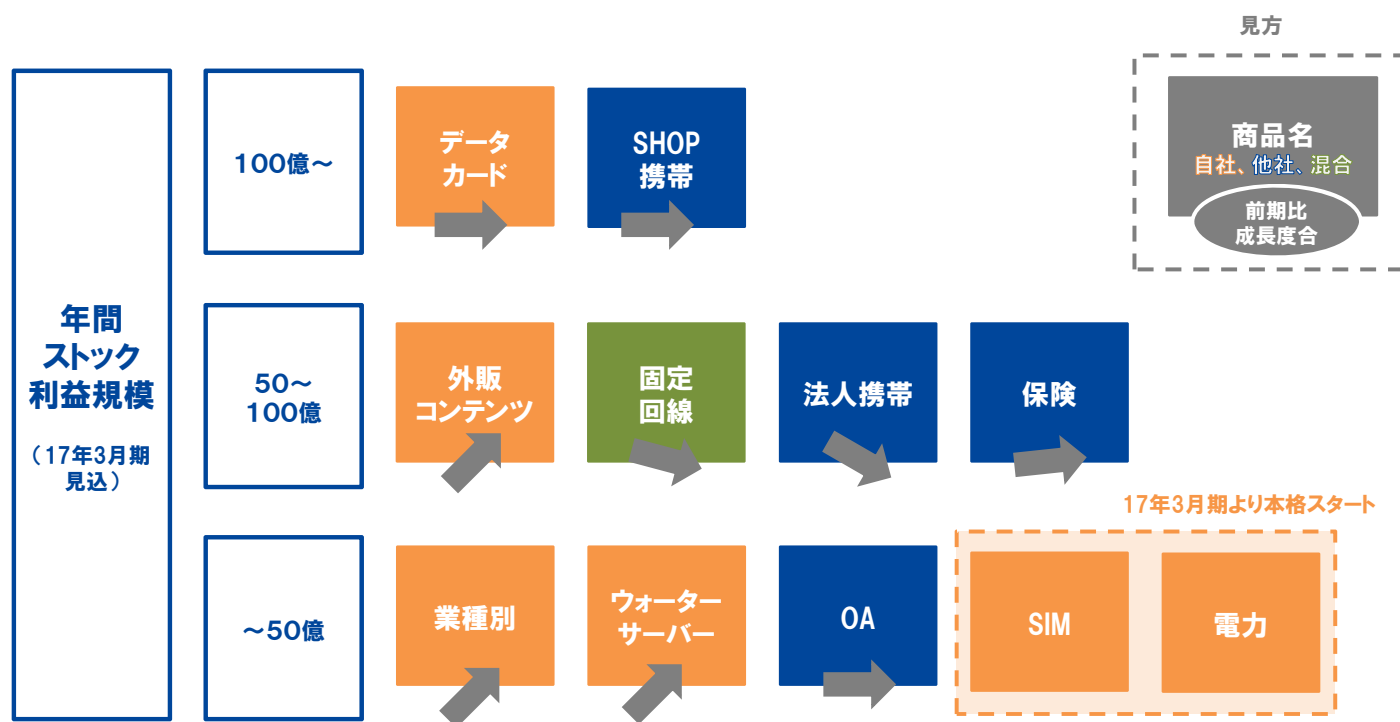 見方
商品名
自社、他社、混合
前期比
成長度合
年間
ストック
利益規模
（17年3月期
見込）
100億～
データ
カード
SHOP
携帯
50～
100億
外販
コンテンツ
固定
回線
法人携帯
保険
17年3月期より本格スタート
～50億
業種別
ウォーター
サーバー
OA
SIM
電力